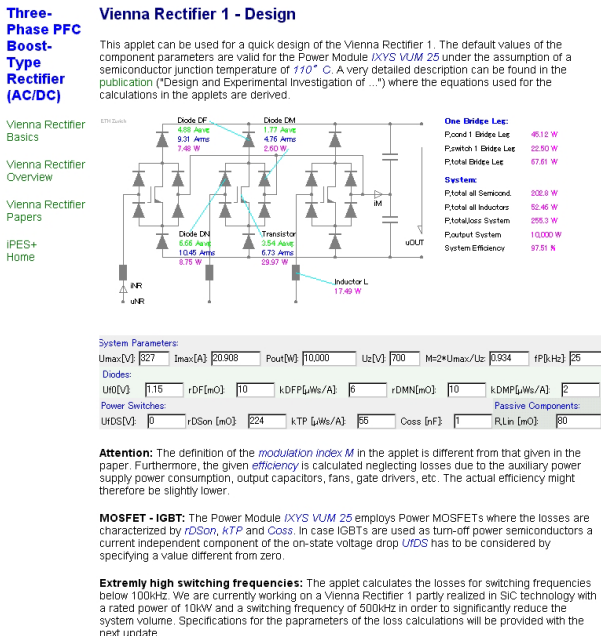 Three-
Phase PFC
Boost-
Type
Rectifier
(AC/DC)
Vienna Rectifier
Basics
Vienna Rectifier
Overview
Vienna Rectifier
Papers
iPES+
Home
Vienna Rectifier 1 - Design
This applet can be used for a quick design of the Vienna Rectifier 1. The default values of the
component parameters are valid for the Power Module IXYS VUM 25 under the assumption of a
semiconductor junction temperature of 110° C. A very detailed description can be found in the
publication ("Design and Experimental Investigation of ...") where the equations used for the
calculations in the applets are derived.
ETH Zurich
Diode DF
4.88 Aavg
9.31 Arms
7.48 W
Diode DM
1.77 Aavg
4.76 Arms
2.60 W
Diode DN
6.66 Aavg
10.45 Arms
8.75 W
Transistor
3.54 Aavg
6.73 Arms
29.97 W
iM
uOUT
Inductor L
17.49 W
iNR
uNR
One Bridge Leg:
P,cond 1 Bridge Leg 45.12 W
P,switch 1 Bridge Leg 22.50 W
P,total Bridge Leg 67.61 W
System:
P,total all Semicond. 202.8 W
P,total all Inductors 52.46 W
P,total,loss System 255.3 W
P,output System 10,000 W
System Efficiency 97.51 %
System Parameters:
Umax[V]: 327 Imax[A]: 20.908 Pout[W]: 10,000 Uz[V]: 700 M=2*Umax/Uz: 0.934 fP[kHz]: 25
Diodes:
Uf0[V]: 1.15 rDF[mO]: 10 kDFP[µWs/A]: 6 rDMN[mO]: 10 kDMP[µWs/A]: 2
Power Switches: Passive Components:
UfDS[V]: 0 rDSon [mO]: 224 kTP [µWs/A]: 55 Coss [nF]: 1 R,Lin [mO]: 80
Attention: The definition of the modulation index M in the applet is different from that given in the
paper. Furthermore, the given efficiency is calculated neglecting losses due to the auxiliary power
supply power consumption, output capacitors, fans, gate drivers, etc. The actual efficiency might
therefore be slightly lower.
MOSFET - IGBT: The Power Module IXYS VUM 25 employs Power MOSFETs where the losses are
characterized by rDSon, kTP and Coss. In case IGBTs are used as turn-off power semiconductors a
current independent component of the on-state voltage drop UfDS has to be considered by
specifying a value different from zero.
Extremly high switching frequencies: The applet calculates the losses for switching frequencies
below 100kHz. We are currently working on a Vienna Rectifier 1 partly realized in SiC technology with
a rated power of 10kW and a switching frequency of 500kHz in order to significantly reduce the
system volume. Specifications for the paprameters of the loss calculations will be provided with the
next update.